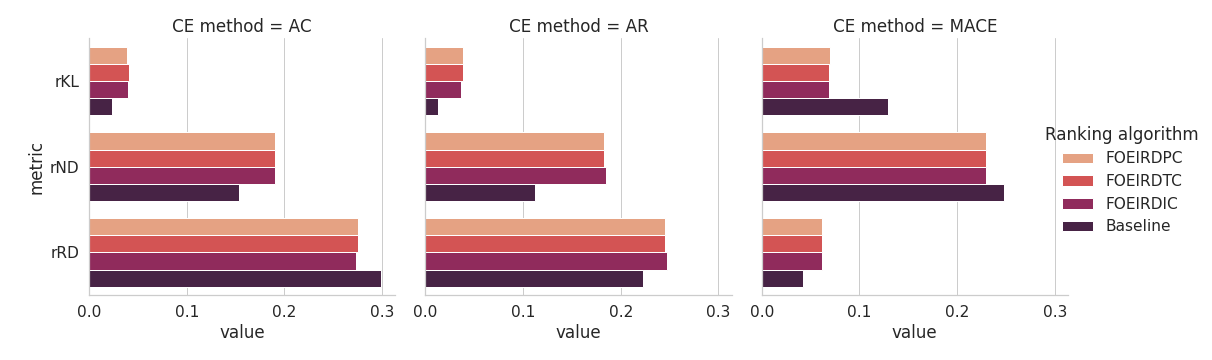 CE method = AC
CE method = AR
CE method = MACE
metric
rKL
rND
rRD
0.0 0.1 0.2 0.3
value
0.0 0.1 0.2 0.3
value
0.0 0.1 0.2 0.3
value
Ranking algorithm
FOEIRDPC
FOEIRDTC
FOEIRDIC
Baseline